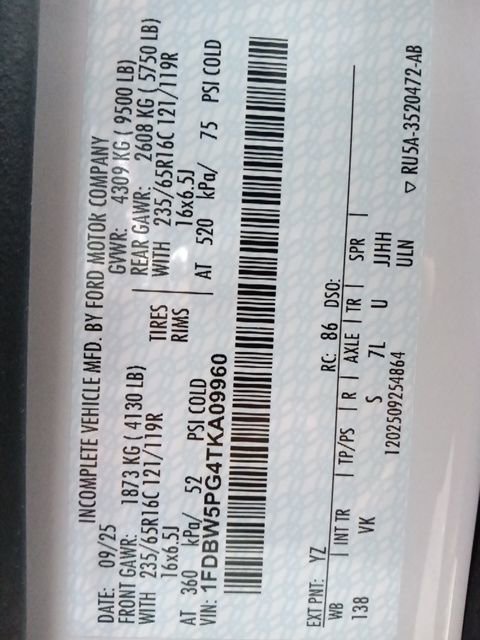 INCOMPLETE VEHICLE MFD. BY FORD MOTOR COMPANY
DATE: 09/25 GVWR: 4309 KG ( 9500 LB)
FRONT GAWR: 1873 KG ( 4130 LB) REAR GAWR: 2608 KG ( 5750 LB)
WITH 235/65R16C 121/119R TIRES WITH 235/65R16C 121/119R
16x6.5J RIMS 16x6.5J
AT 360 kPa/ 52 PSI COLD AT 520 kPa/ 75 PSI COLD
VIN: 1FDBW5PG4TKA09960
EXT PNT: YZ RC: 86 DSO:
WB | INT TR | TP/PS | R | AXLE | TR | SPR |
138 VK S 7L U JJHH
1202509254864 ULN
▽ RU5A-3520472-AB